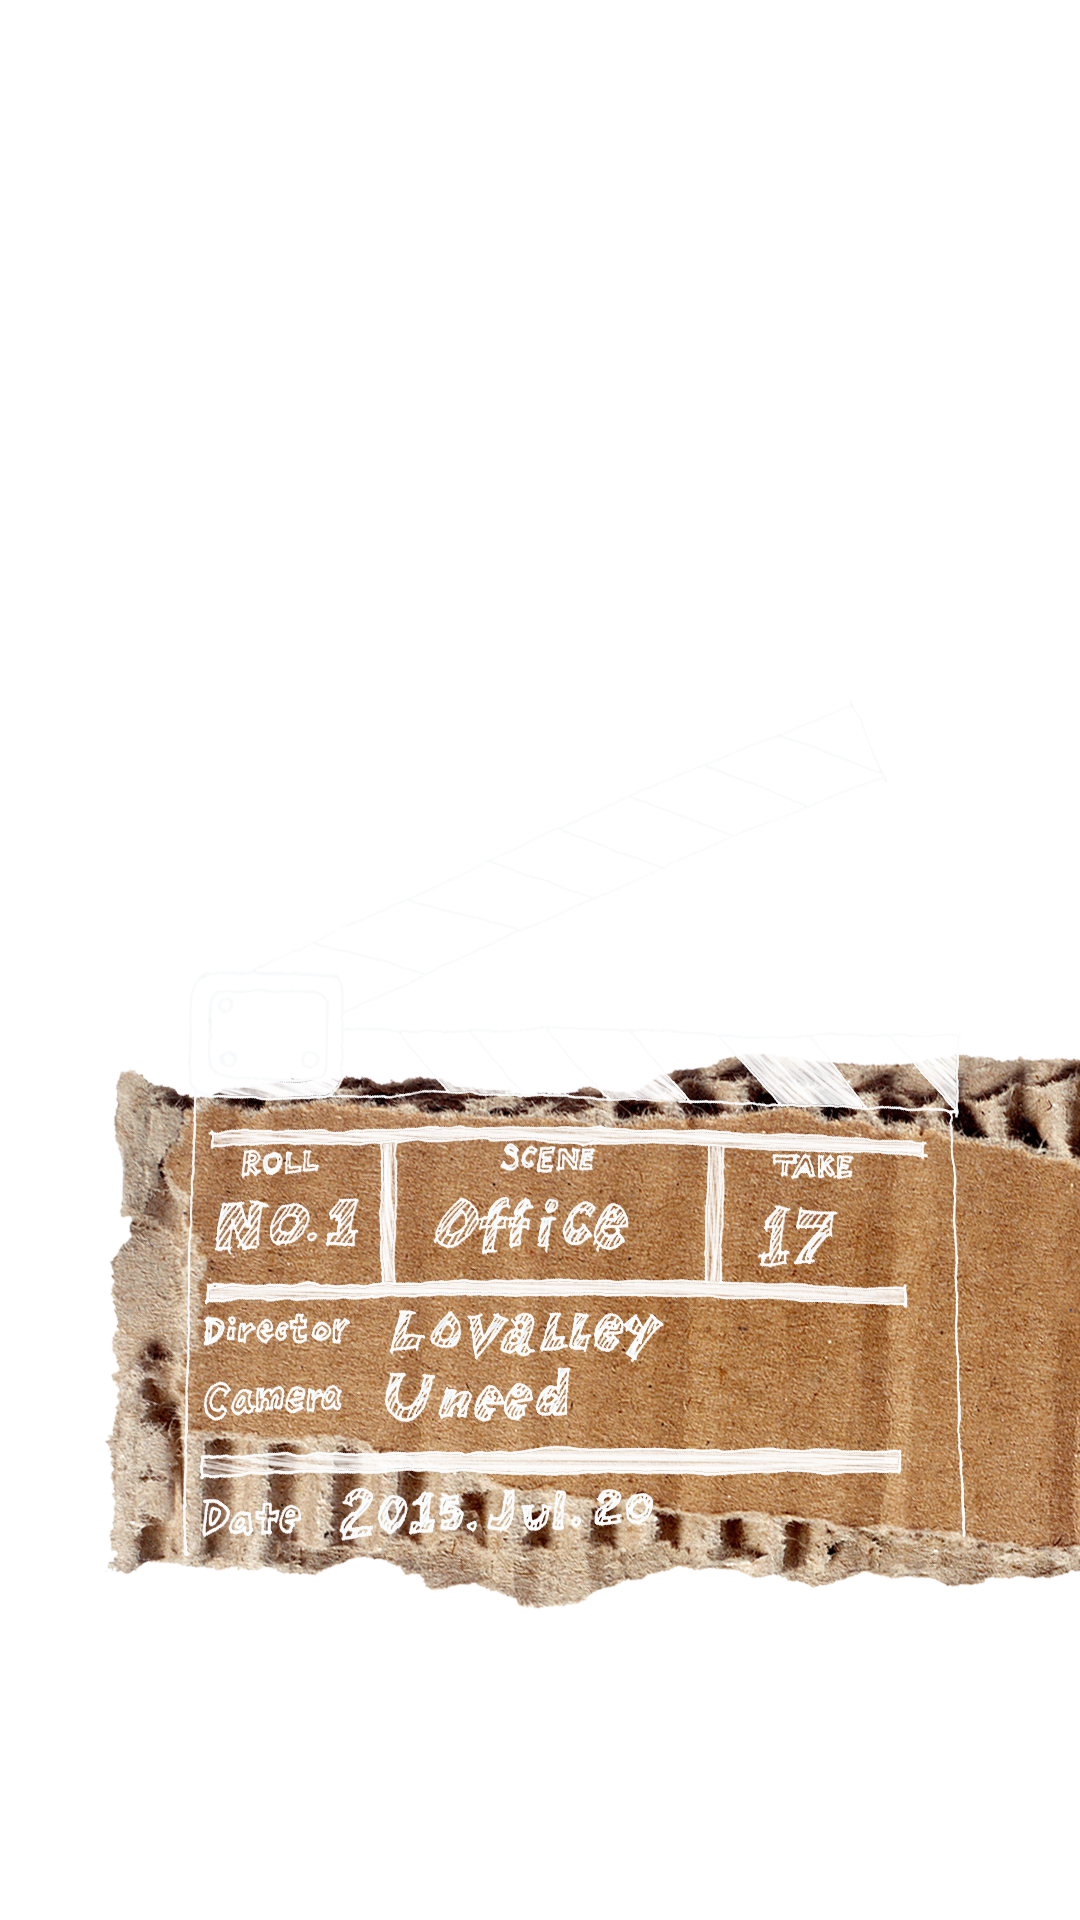 ROLL SCENE TAKE
No.1 Office 17
Director Lovalley
Camera Uneed
Date 2015.Jul.20